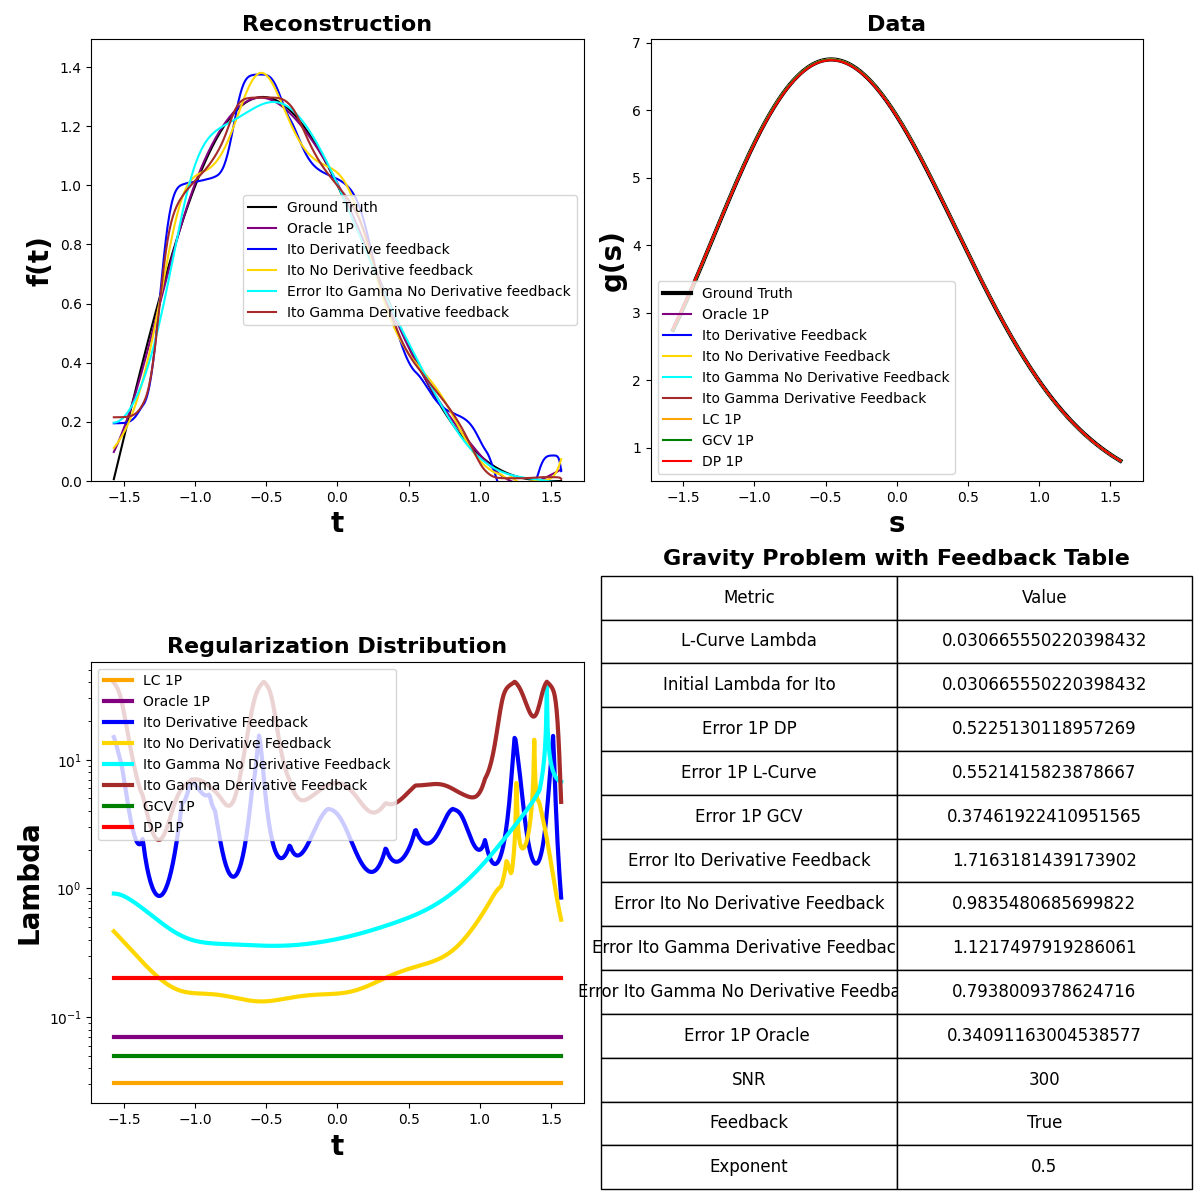 Reconstruction
f(t)
1.4
1.2
1.0
0.8
0.6
0.4
0.2
0.0
Ground Truth
Oracle 1P
Ito Derivative feedback
Ito No Derivative feedback
Error Ito Gamma No Derivative feedback
Ito Gamma Derivative feedback
−1.5 −1.0 −0.5 0.0 0.5 1.0 1.5
t
Data
g(s)
7
6
5
4
3
2
1
Ground Truth
Oracle 1P
Ito Derivative Feedback
Ito No Derivative Feedback
Ito Gamma No Derivative Feedback
Ito Gamma Derivative Feedback
LC 1P
GCV 1P
DP 1P
−1.5 −1.0 −0.5 0.0 0.5 1.0 1.5
s
Regularization Distribution
Lambda
10¹
10⁰
10⁻¹
LC 1P
Oracle 1P
Ito Derivative Feedback
Ito No Derivative Feedback
Ito Gamma No Derivative Feedback
Ito Gamma Derivative Feedback
GCV 1P
DP 1P
−1.5 −1.0 −0.5 0.0 0.5 1.0 1.5
t
Gravity Problem with Feedback Table
Metric Value
L-Curve Lambda 0.030665550220398432
Initial Lambda for Ito 0.030665550220398432
Error 1P DP 0.5225130118957269
Error 1P L-Curve 0.5521415823878667
Error 1P GCV 0.37461922410951565
Error Ito Derivative Feedback 1.7163181439173902
Error Ito No Derivative Feedback 0.9835480685699822
Error Ito Gamma Derivative Feedbac 1.1217497919286061
Error Ito Gamma No Derivative Feedba 0.7938009378624716
Error 1P Oracle 0.34091163004538577
SNR 300
Feedback True
Exponent 0.5